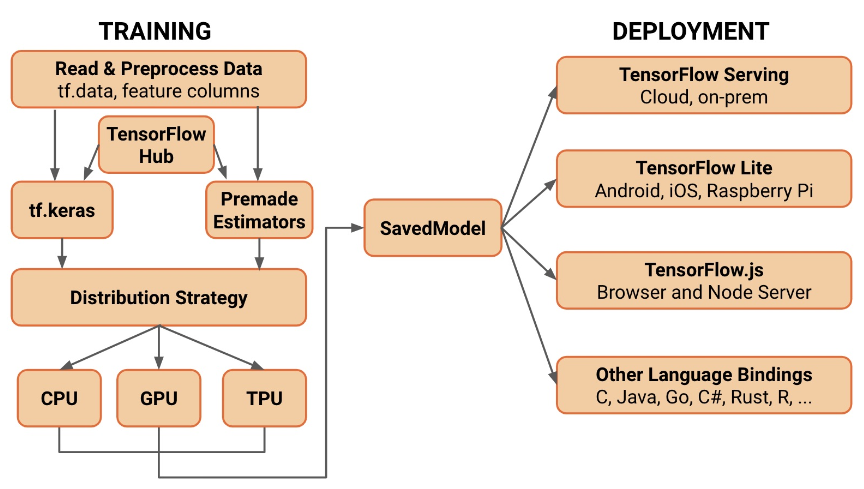 TRAINING
Read & Preprocess Data
tf.data, feature columns
TensorFlow
Hub
tf.keras
Premade
Estimators
Distribution Strategy
CPU
GPU
TPU
SavedModel
DEPLOYMENT
TensorFlow Serving
Cloud, on-prem
TensorFlow Lite
Android, iOS, Raspberry Pi
TensorFlow.js
Browser and Node Server
Other Language Bindings
C, Java, Go, C#, Rust, R, ...